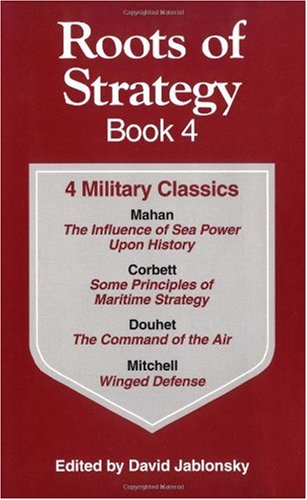 Roots of
Strategy
Book 4
4 Military Classics
Mahan
The Influence of Sea Power
Upon History
Corbett
Some Principles of
Maritime Strategy
Douhet
The Command of the Air
Mitchell
Winged Defense
Edited by David Jablonsky